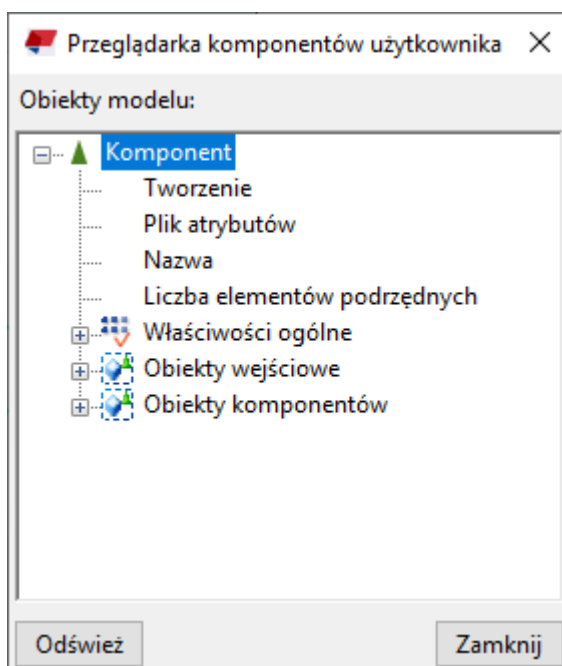 Przeglądarka komponentów użytkownika
Obiekty modelu:
Komponent
Tworzenie
Plik atrybutów
Nazwa
Liczba elementów podrzędnych
Właściwości ogólne
Obiekty wejściowe
Obiekty komponentów
Odśwież
Zamknij